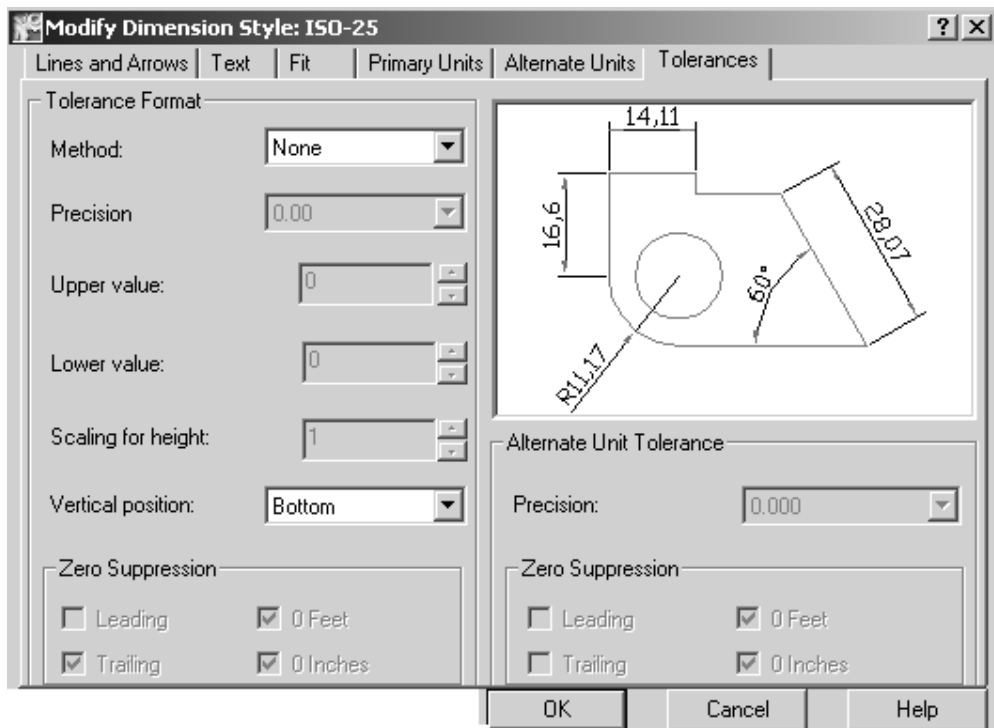 Modify Dimension Style: ISO-25
Lines and Arrows Text Fit Primary Units Alternate Units Tolerances
Tolerance Format
Method: None
Precision 0.00
Upper value: 0
Lower value: 0
Scaling for height: 1
Vertical position: Bottom
Zero Suppression
Leading 0 Feet
Trailing 0 Inches
14,11
16,6
28,07
60°
R11,17
Alternate Unit Tolerance
Precision: 0.000
Zero Suppression
Leading 0 Feet
Trailing 0 Inches
OK Cancel Help